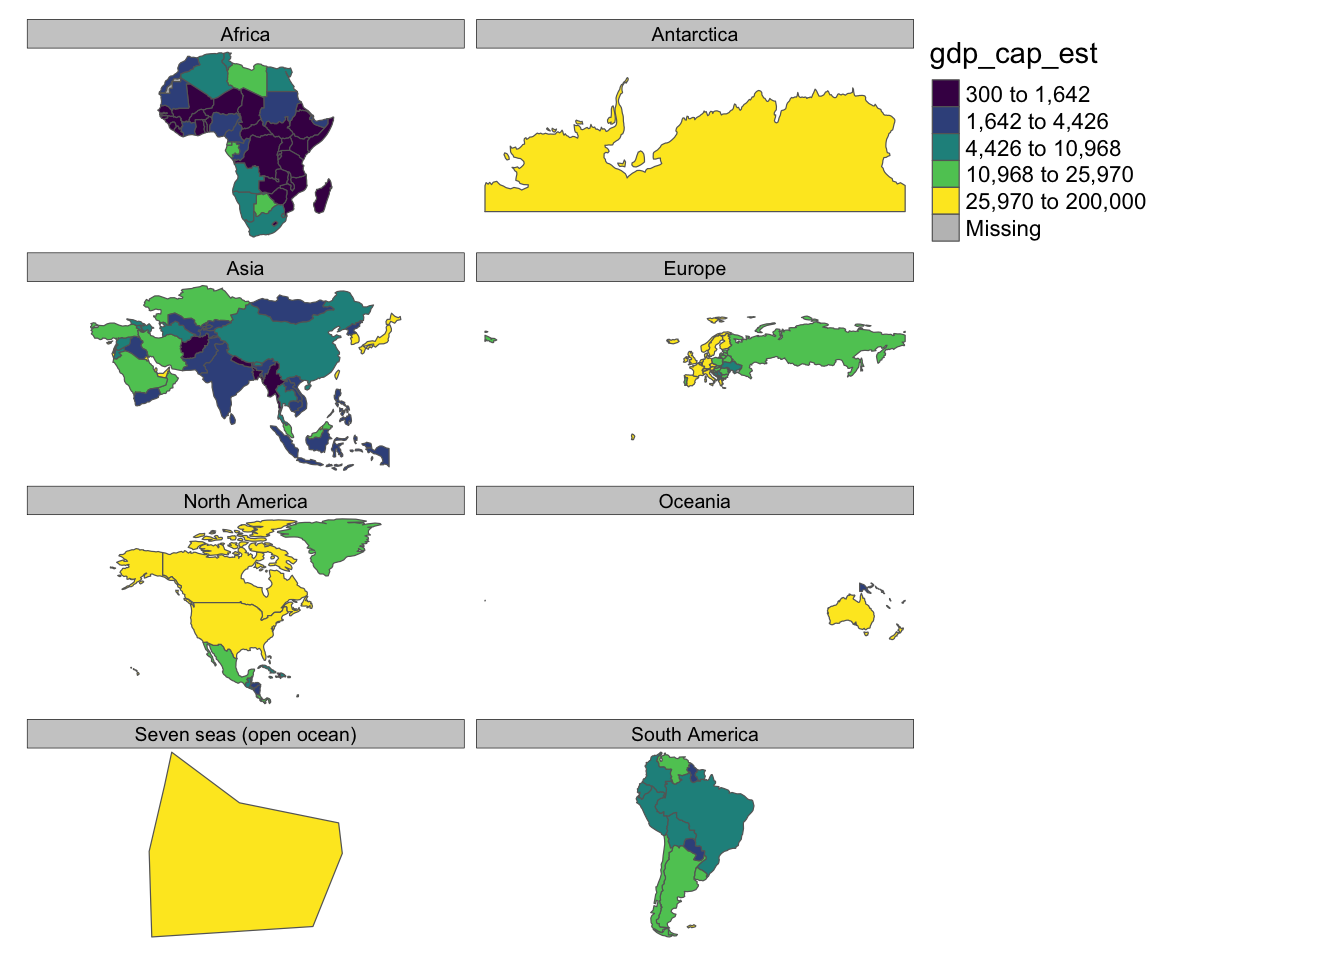 Africa
Antarctica
gdp_cap_est
300 to 1,642
1,642 to 4,426
4,426 to 10,968
10,968 to 25,970
25,970 to 200,000
Missing
Asia
Europe
North America
Oceania
Seven seas (open ocean)
South America